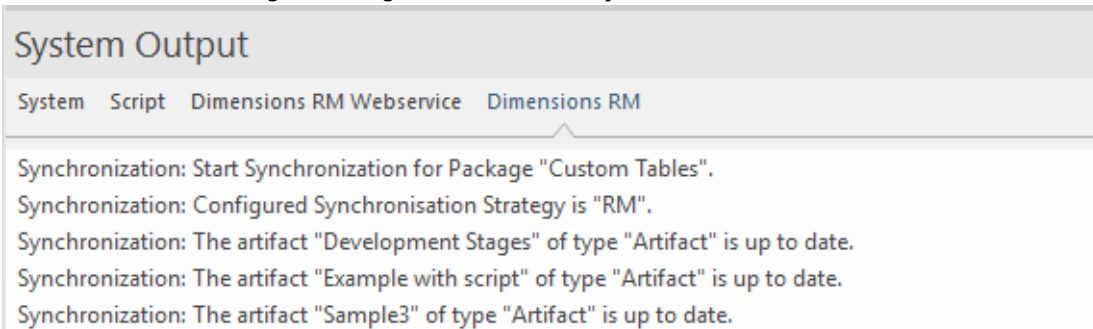 System Output
System Script Dimensions RM Webservice Dimensions RM
Synchronization: Start Synchronization for Package "Custom Tables".
Synchronization: Configured Synchronisation Strategy is "RM".
Synchronization: The artifact "Development Stages" of type "Artifact" is up to date.
Synchronization: The artifact "Example with script" of type "Artifact" is up to date.
Synchronization: The artifact "Sample3" of type "Artifact" is up to date.